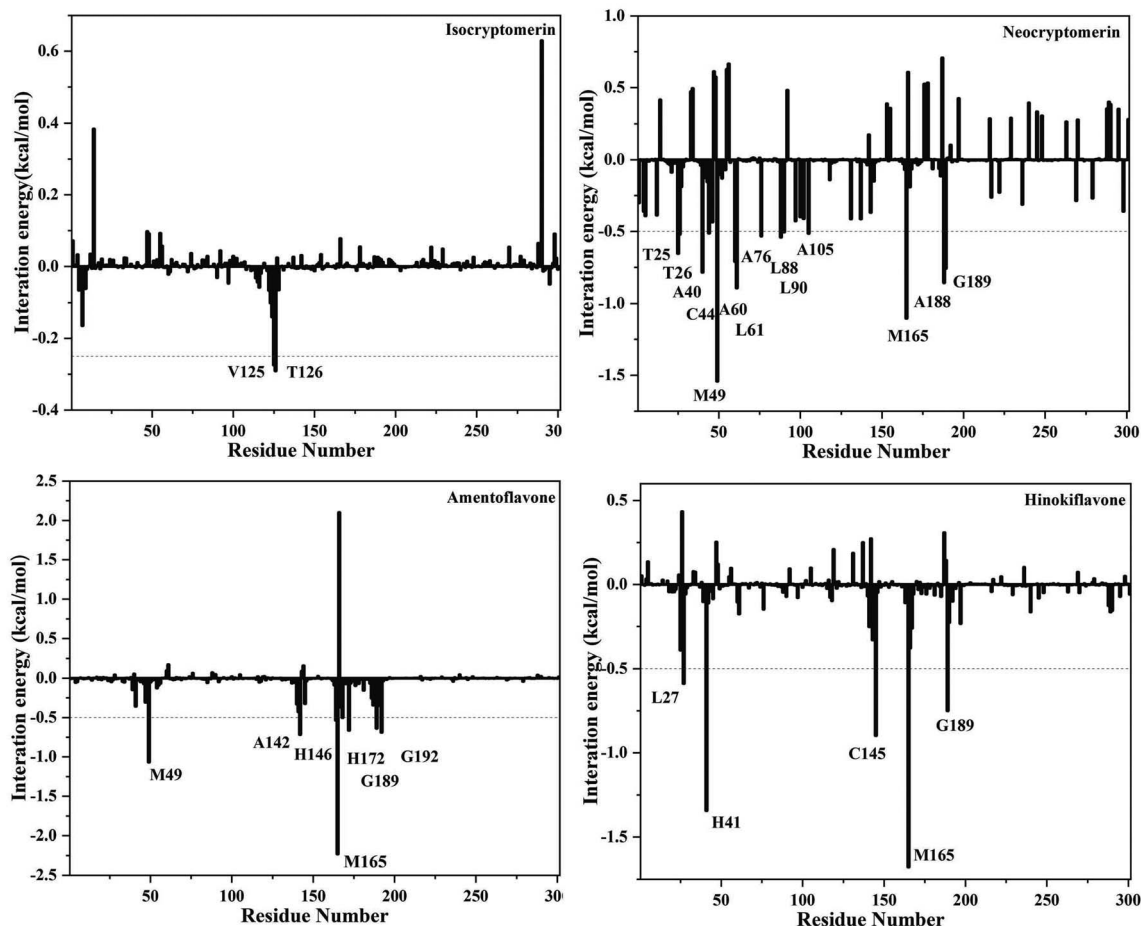 Isocryptomerin
Interation energy(kcal/mol)
0.6
0.4
0.2
0.0
-0.2
-0.4
V125 T126
50 100 150 200 250 300
Residue Number
Neocryptomerin
Interation energy (kcal/mol)
1.0
0.5
0.0
-0.5
-1.0
-1.5
T25
T26
A40
C44
M49
A60
L61
A76
L88
L90
A105
M165
A188
G189
50 100 150 200 250 300
Residue Number
Amentoflavone
Interation energy (kcal/mol)
2.5
2.0
1.5
1.0
0.5
0.0
-0.5
-1.0
-1.5
-2.0
-2.5
M49
A142
H146
M165
H172
G189
G192
50 100 150 200 250 300
Residue Number
Hinokiflavone
Interation energy (kcal/mol)
0.5
0.0
-0.5
-1.0
-1.5
L27
H41
C145
M165
G189
50 100 150 200 250 300
Residue Number